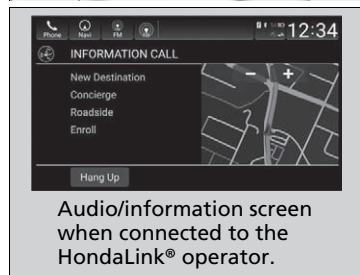 Phone Navi FM
12:34
INFORMATION CALL
New Destination
Concierge
Roadside
Enroll
− +
Hang Up
Audio/information screen
when connected to the
HondaLink® operator.